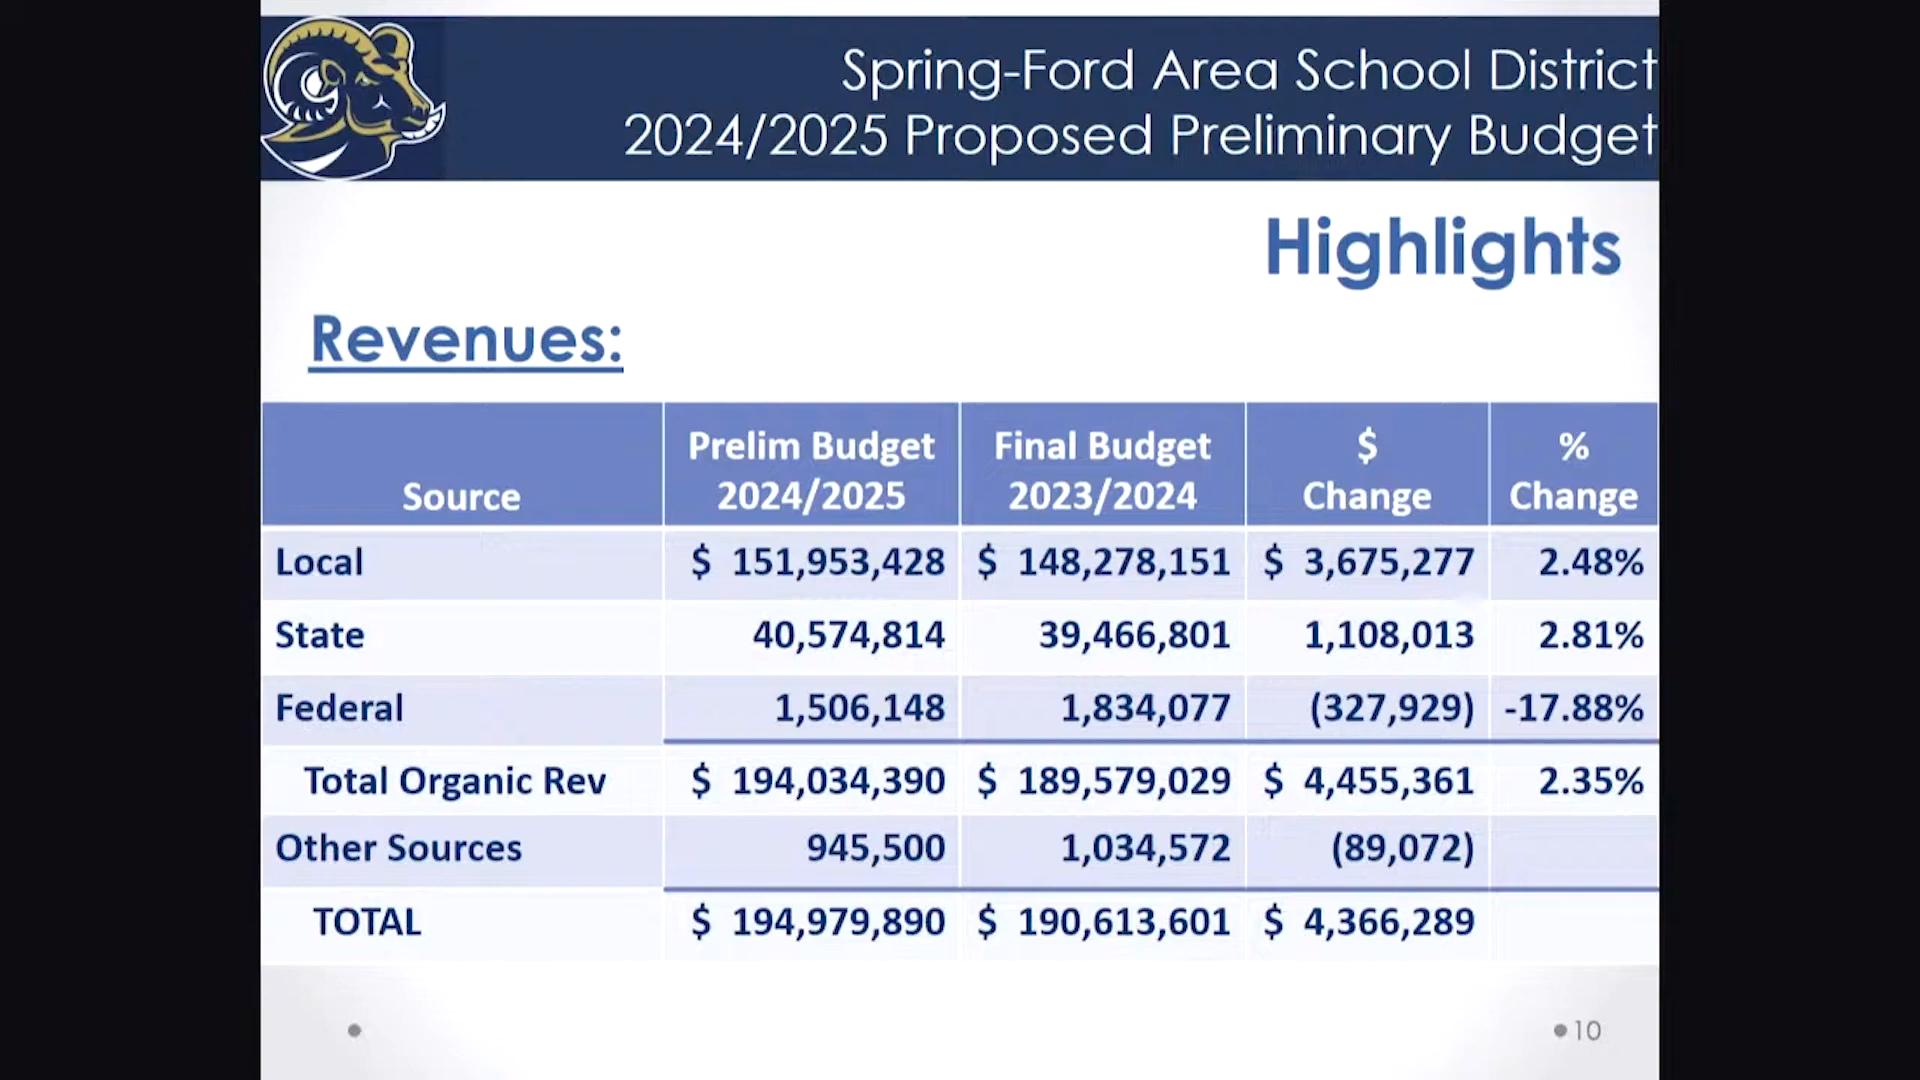 Spring-Ford Area School District
2024/2025 Proposed Preliminary Budget
Highlights
Revenues:
Source Prelim Budget 2024/2025 Final Budget 2023/2024 $ Change % Change
Local $ 151,953,428 $ 148,278,151 $ 3,675,277 2.48%
State 40,574,814 39,466,801 1,108,013 2.81%
Federal 1,506,148 1,834,077 (327,929) -17.88%
Total Organic Rev $ 194,034,390 $ 189,579,029 $ 4,455,361 2.35%
Other Sources 945,500 1,034,572 (89,072)
TOTAL $ 194,979,890 $ 190,613,601 $ 4,366,289
10